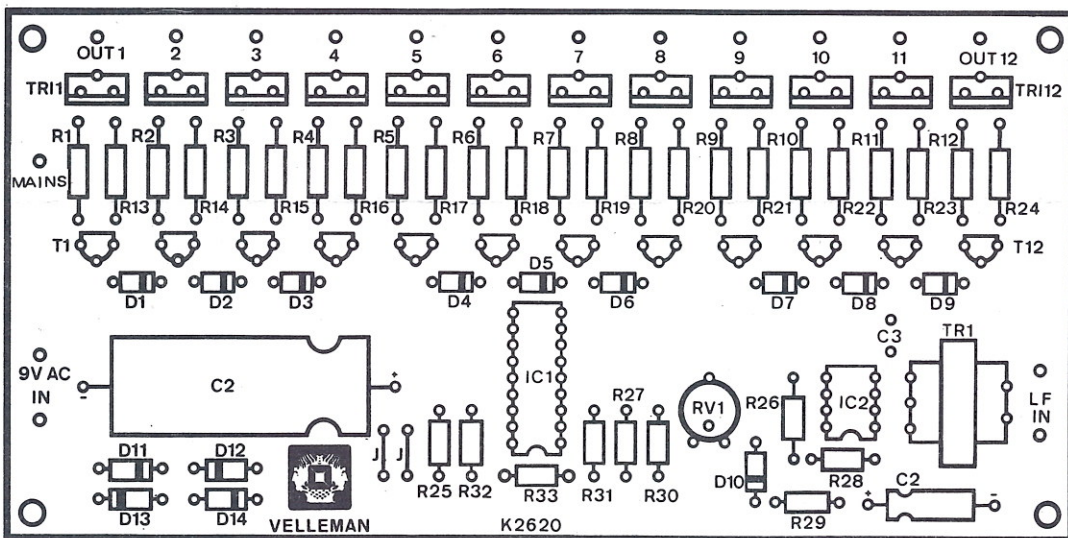 OUT 1 2 3 4 5 6 7 8 9 10 11 OUT 12
TRI1 TRI12
R1 R2 R3 R4 R5 R6 R7 R8 R9 R10 R11 R12
MAINS
R13 R14 R15 R16 R17 R18 R19 R20 R21 R22 R23 R24
T1 T12
D5
D1 D2 D3 D4 D6 D7 D8 D9
C3 TR1
9V AC
IN
- C2 +
IC1
R27
RV1
R26
IC2
LF
IN
D11 D12
J J
R25 R32
R33
R31 R30
D10
R28
C2
+ -
D13 D14
R29
VELLEMAN
K2620